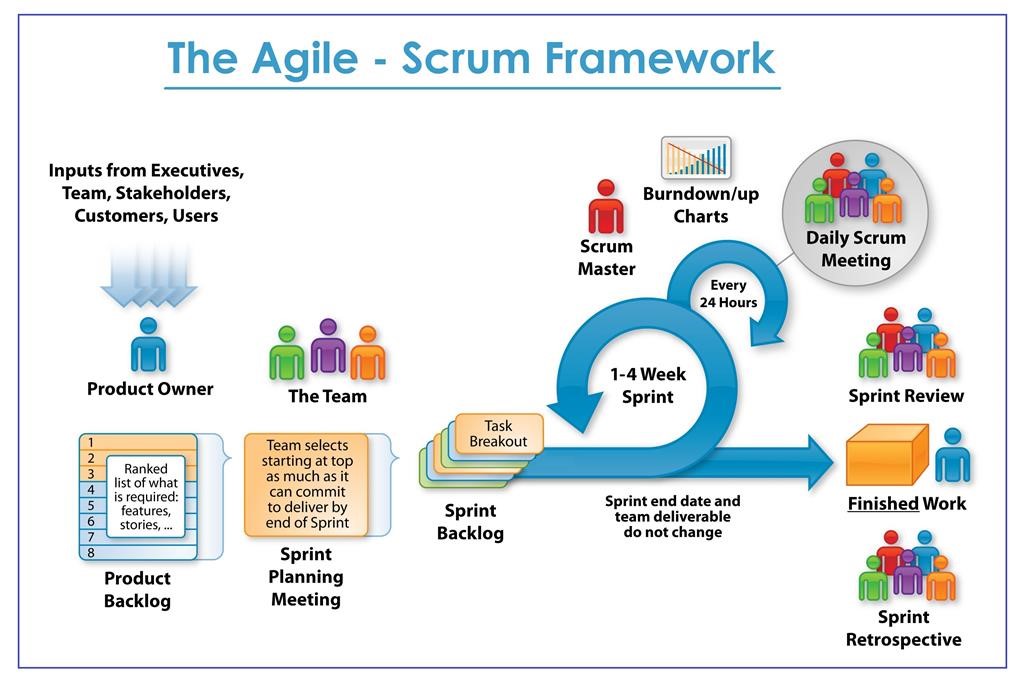 The Agile - Scrum Framework
Inputs from Executives,
Team, Stakeholders,
Customers, Users
Product Owner
The Team
1
2
3
4
5
6
7
8
Ranked
list of what
is required:
features,
stories, ...
Product
Backlog
Team selects
starting at top
as much as it
can commit
to deliver by
end of Sprint
Sprint
Planning
Meeting
Task
Breakout
Sprint
Backlog
Scrum
Master
Burndown/up
Charts
1-4 Week
Sprint
Every
24 Hours
Sprint end date and
team deliverable
do not change
Daily Scrum
Meeting
Sprint Review
Finished Work
Sprint
Retrospective